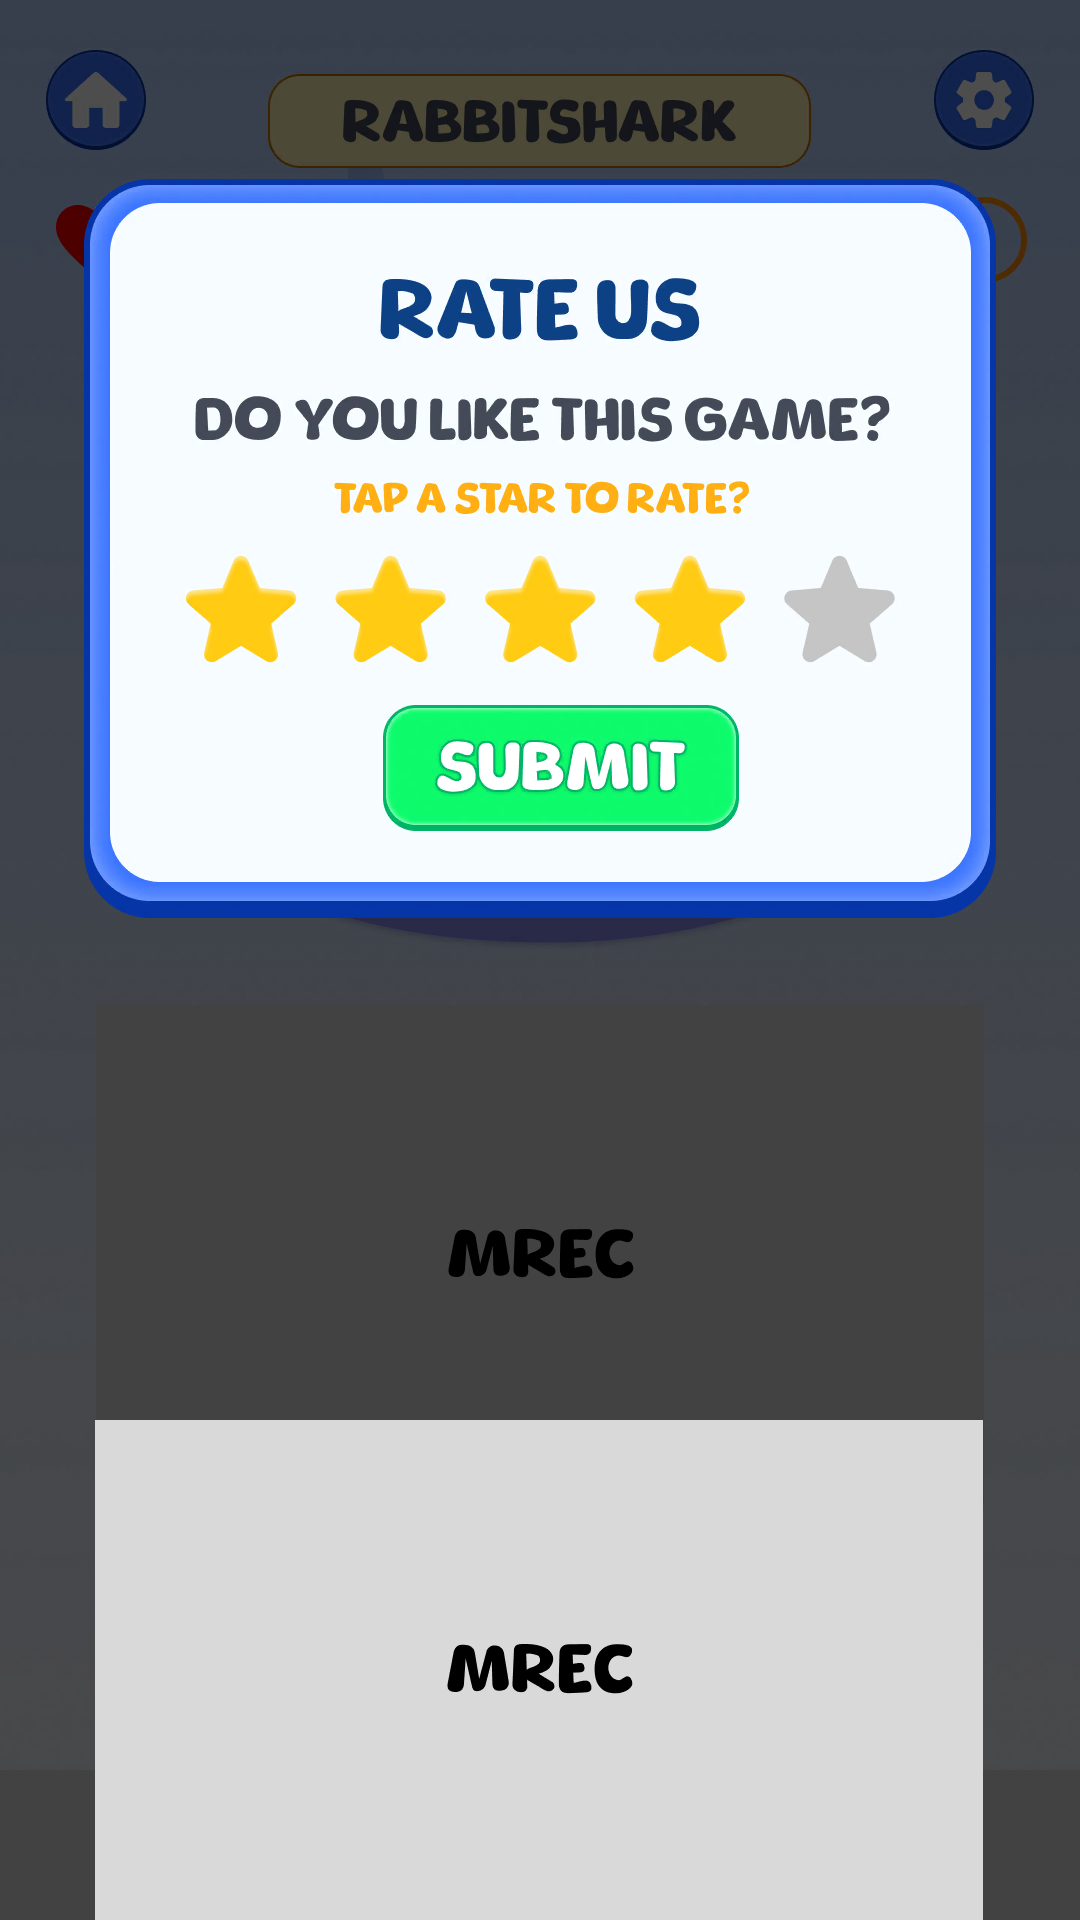 RABBITSHARK
RATE US
DO YOU LIKE THIS GAME?
TAP A STAR TO RATE?
SUBMIT
MREC
MREC